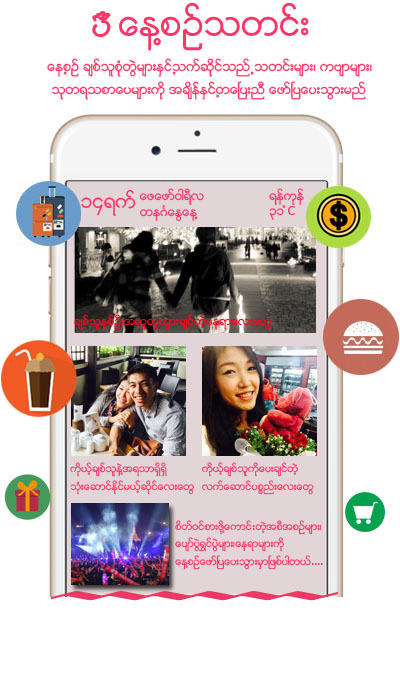 နေ့စဉ်သတင်း
နေ့စဉ် ချစ်သူစုံတွဲများနှင့်သက်ဆိုင်သည့်သတင်းများ၊ ကဗျာများ၊
သုတရသစာပေများကို အချိန်နှင့်တပြေးညီ ဖော်ပြပေးသွားမည်
၁၄ရက် ဖေဖော်ဝါရီလ
တနင်္ဂနွေနေ့
ရန်ကုန်
၃၁°C
ကိုယ့်ချစ်သူနဲ့အရသာရှိရှိ
သုံးဆောင်နိုင်မယ့်ဆိုင်လေးတွေ
ကိုယ့်ချစ်သူကိုပေးချင်တဲ့
လက်ဆောင်ပစ္စည်းလေးတွေ
စိတ်ဝင်စားဖို့ကောင်းတဲ့အစီအစဉ်များ၊
ပျော်ပွဲရွှင်ပွဲများ၊နေရာများကို
နေ့စဉ်ဖော်ပြပေးသွားမှာဖြစ်ပါတယ်....